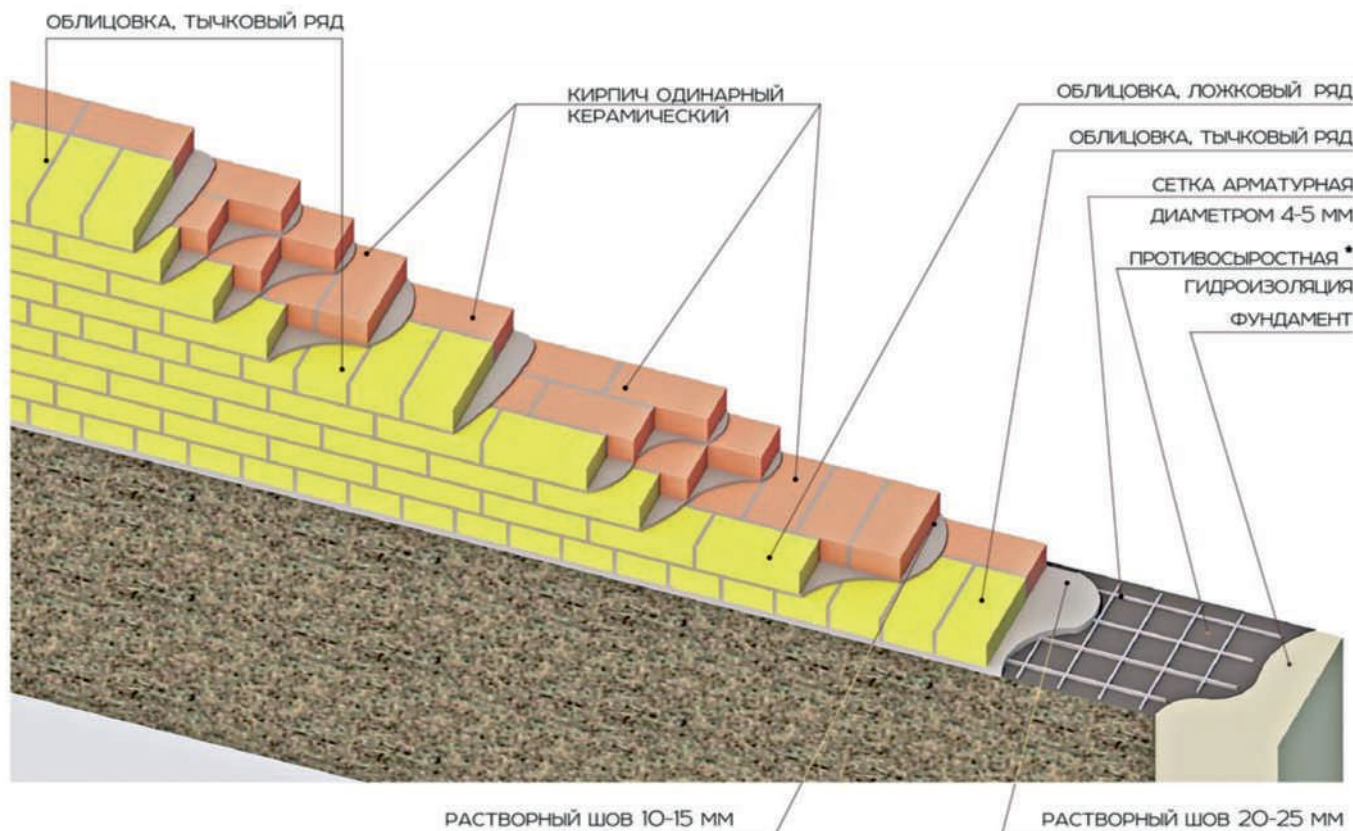 ОБЛИЦОВКА, ТЫЧКОВЫЙ РЯД
КИРПИЧ ОДИНАРНЫЙ
КЕРАМИЧЕСКИЙ
ОБЛИЦОВКА, ЛОЖКОВЫЙ РЯД
ОБЛИЦОВКА, ТЫЧКОВЫЙ РЯД
СЕТКА АРМАТУРНАЯ
ДИАМЕТРОМ 4-5 ММ
ПРОТИВОСЫРОСТНАЯ *
ГИДРОИЗОЛЯЦИЯ
ФУНДАМЕНТ
РАСТВОРНЫЙ ШОВ 10-15 ММ
РАСТВОРНЫЙ ШОВ 20-25 ММ